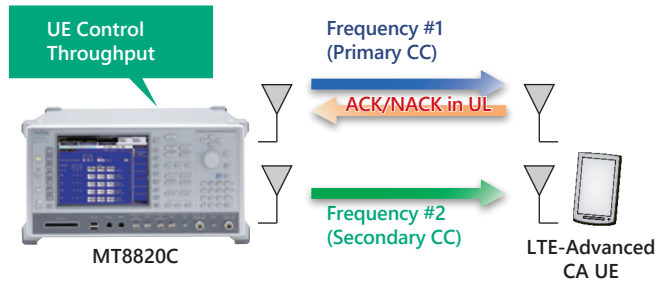 UE Control
Throughput
Frequency #1
(Primary CC)
ACK/NACK in UL
Frequency #2
(Secondary CC)
MT8820C
LTE-Advanced
CA UE